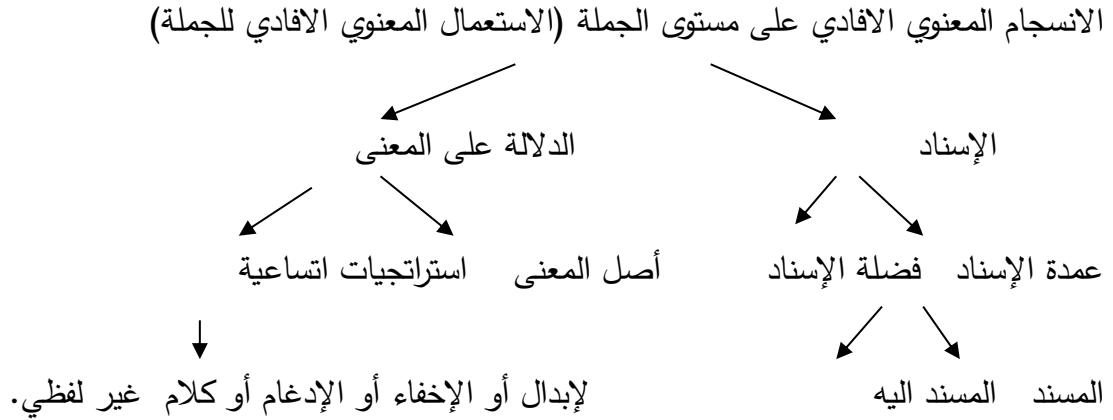 الانسجام المعنوي الافادي على مستوى الجملة (الاستعمال المعنوي الافادي للجملة)
الإسناد الدلالة على المعنى
عمدة الإسناد فضلة الإسناد أصل المعنى استراتجيات اتساعية
المسند المسند اليه لإبدال أو الإخفاء أو الإدغام أو كلام غير لفظي.